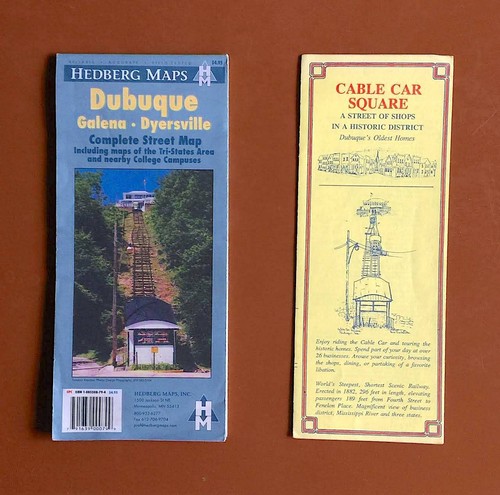 $4.95
HEDBERG MAPS
Dubuque
Galena • Dyersville
Complete Street Map
Including maps of the Tri-States Area
and nearby College Campuses
HEDBERG MAPS, INC.
Minneapolis, MN
CABLE CAR
SQUARE
A STREET OF SHOPS
IN A HISTORIC DISTRICT
Dubuque's Oldest Homes
Enjoy riding the Cable Car and touring the
historic homes. Spend part of your day at over
26 businesses. Arouse your curiosity, browsing
the shops, dining, or partaking of a favorite
libation.
World's Steepest, Shortest Scenic Railway.
Erected in 1882, 296 feet in length, elevating
passengers 189 feet from Fourth Street to
Fenelon Place. Magnificent view of business
district, Mississippi River and three states.